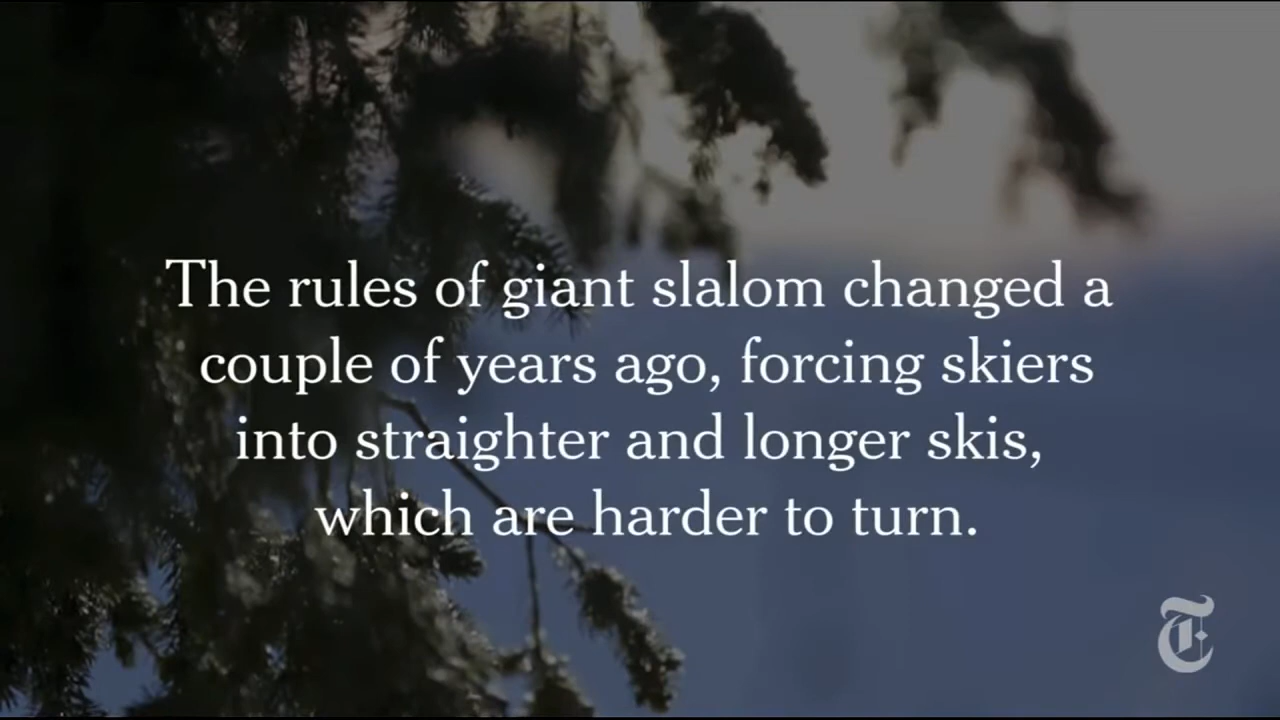 The rules of giant slalom changed a
couple of years ago, forcing skiers
into straighter and longer skis,
which are harder to turn.
T